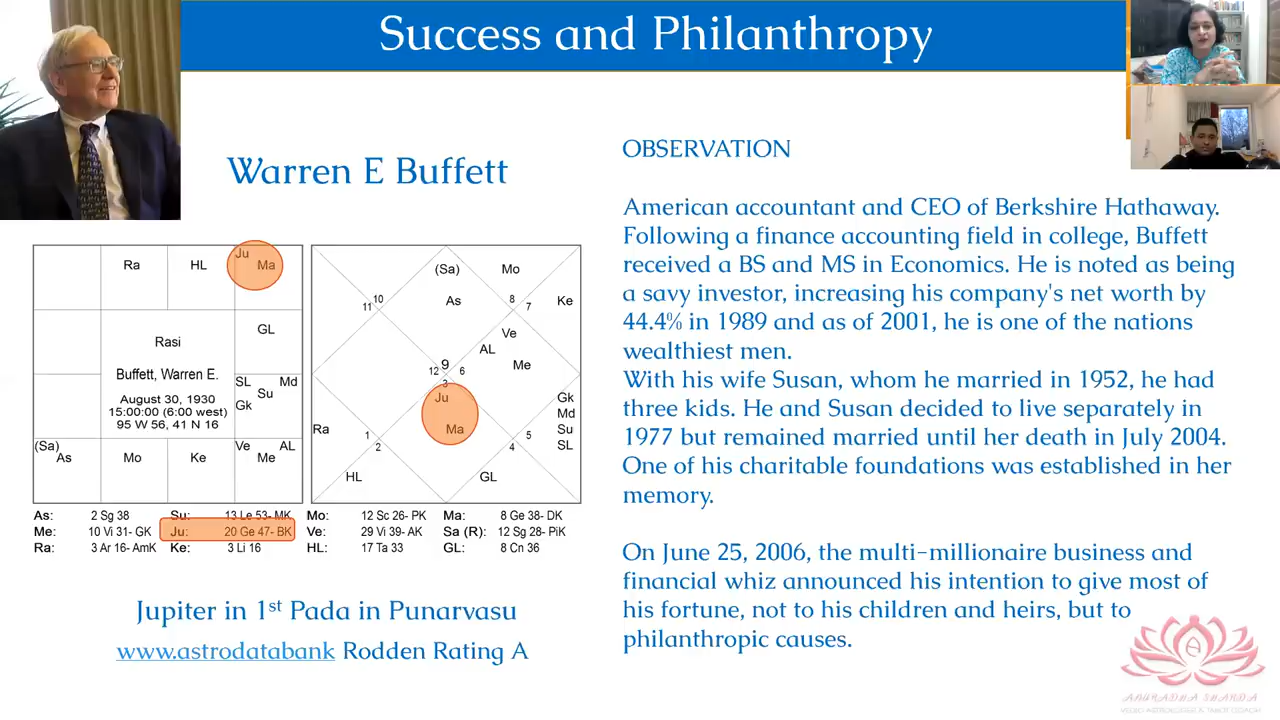 Success and Philanthropy
Warren E Buffett
Ju
Ra
HL
Ma
GL
Rasi
Buffett, Warren E.
August 30, 1930
15:00:00 (6:00 west)
95 W 56, 41 N 16
SL
Md
Su
Gk
(Sa)
As
Mo
Ke
Ve
AL
Me
(Sa)
Mo
As
Ke
10
11
8
7
Ve
AL
Me
9
12
6
3
Ju
Ma
Gk
Md
Su
SL
Ra
1
2
5
4
HL
GL
As: 2 Sg 38 Su: 13 Le 53- MK Mo: 12 Sc 26- PK Ma: 8 Ge 38- DK
Me: 10 Vi 31- GK Ju: 20 Ge 47- BK Ve: 29 Vi 39- AK Sa (R): 12 Sg 28- PiK
Ra: 3 Ar 16- AmK Ke: 3 Li 16 HL: 17 Ta 33 GL: 8 Cn 36
Jupiter in 1st Pada in Punarvasu
www.astrodatabank Rodden Rating A
OBSERVATION
American accountant and CEO of Berkshire Hathaway.
Following a finance accounting field in college, Buffett
received a BS and MS in Economics. He is noted as being
a savy investor, increasing his company's net worth by
44.4% in 1989 and as of 2001, he is one of the nations
wealthiest men.
With his wife Susan, whom he married in 1952, he had
three kids. He and Susan decided to live separately in
1977 but remained married until her death in July 2004.
One of his charitable foundations was established in her
memory.
On June 25, 2006, the multi-millionaire business and
financial whiz announced his intention to give most of
his fortune, not to his children and heirs, but to
philanthropic causes.
ANURADHA SHARDA
VEDIC ASTROLOGER & TAROT COACH